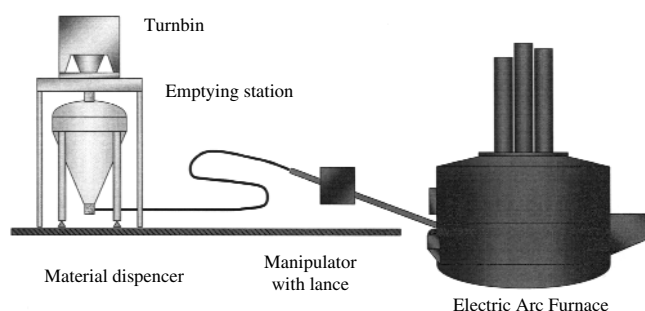 Turnbin
Emptying station
Material dispencer
Manipulator
with lance
Electric Arc Furnace